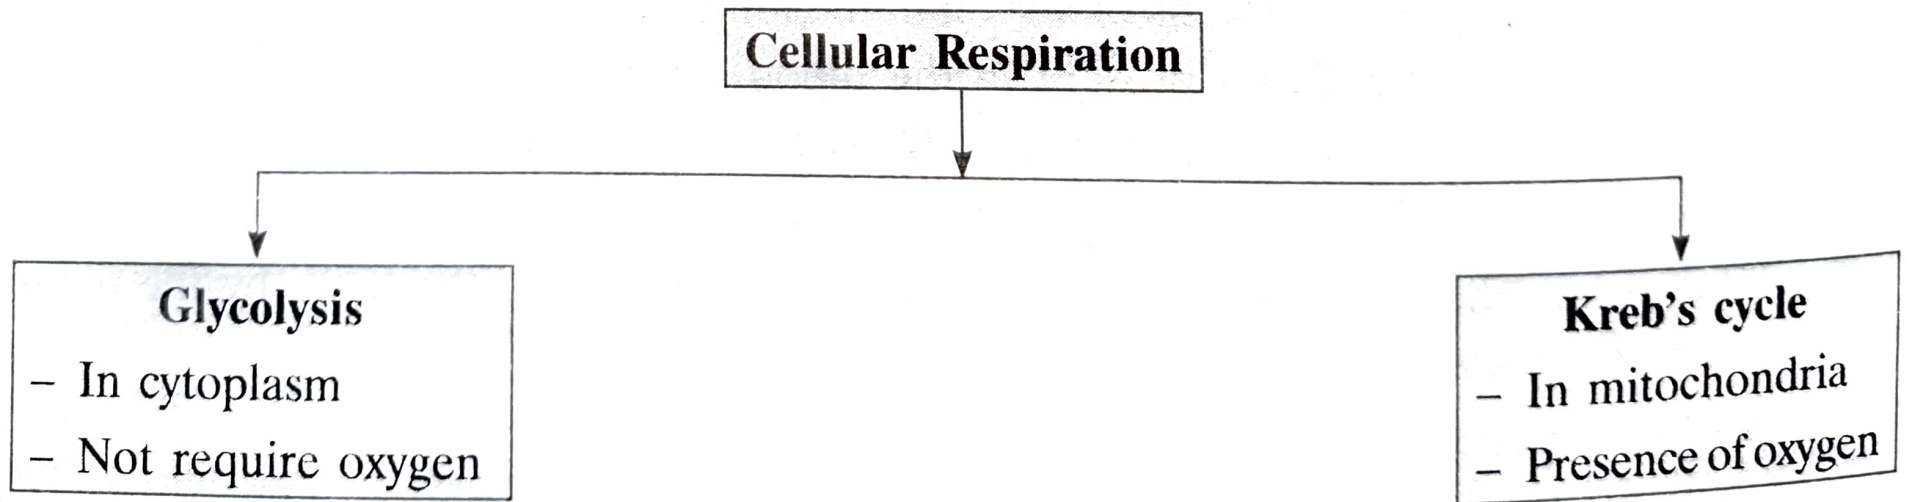 Cellular Respiration
Glycolysis
– In cytoplasm
– Not require oxygen
Kreb's cycle
– In mitochondria
– Presence of oxygen